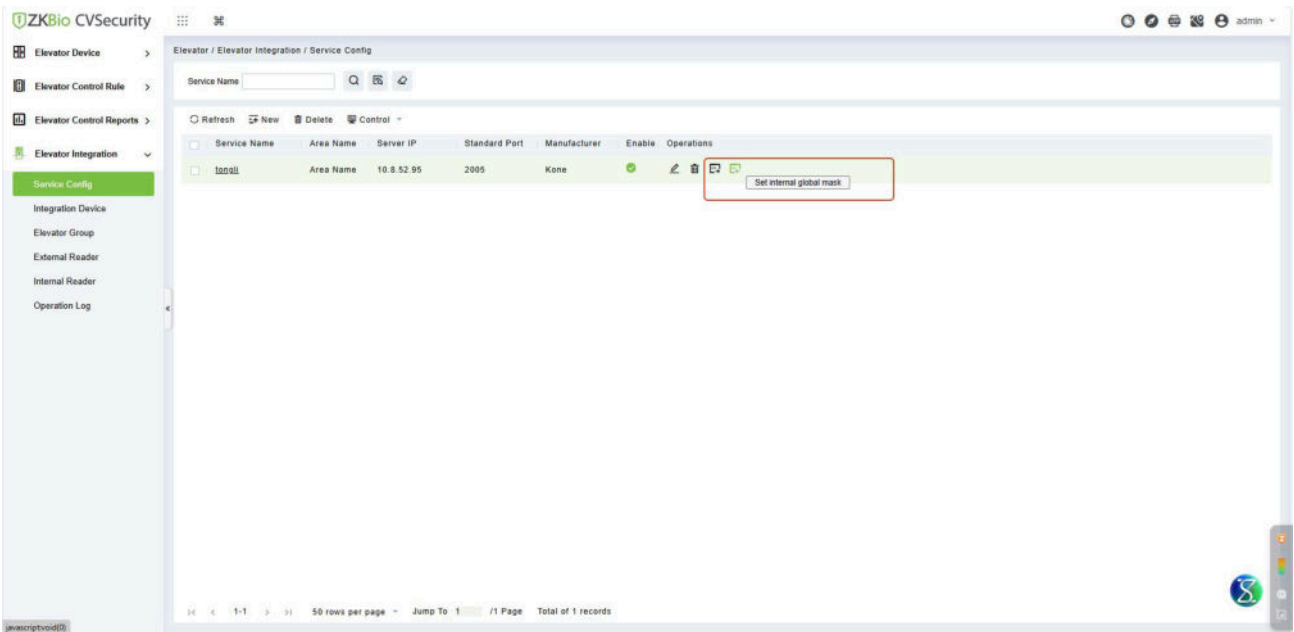 ZKBio CVSecurity
admin
Elevator Device
Elevator Control Rule
Elevator Control Reports
Elevator Integration
Service Config
Integration Device
Elevator Group
External Reader
Internal Reader
Operation Log
Elevator / Elevator Integration / Service Config
Service Name
Refresh New Delete Control
Service Name Area Name Server IP Standard Port Manufacturer Enable Operations
tongli Area Name 10.8.52.95 2005 Kone
Set internal global mask
1-1 50 rows per page Jump To 1 /1 Page Total of 1 records
javascript:void(0)